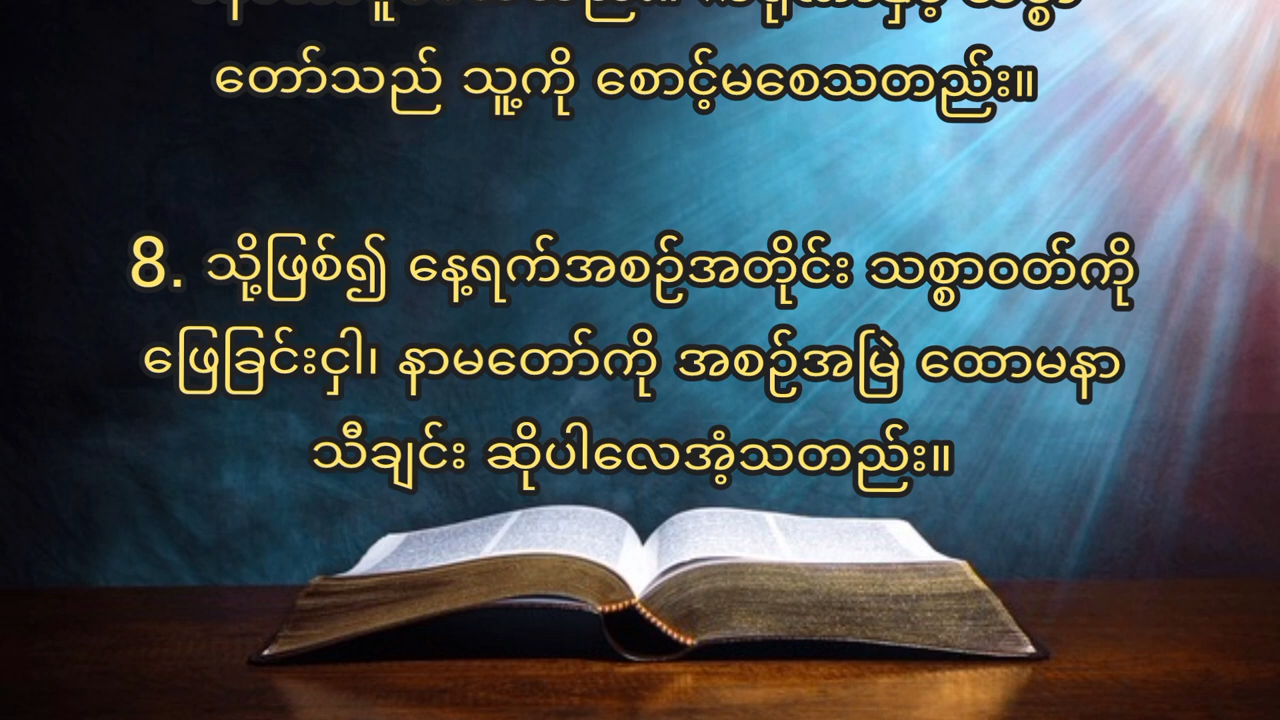 တော်သည် သူ့ကို စောင့်မစေသတည်း။
8. သို့ဖြစ်၍ နေ့ရက်အစဉ်အတိုင်း သစ္စာဝတ်ကို
ဖြေခြင်းငှါ၊ နာမတော်ကို အစဉ်အမြဲ ထောမနာ
သီချင်း ဆိုပါလေအံ့သတည်း။